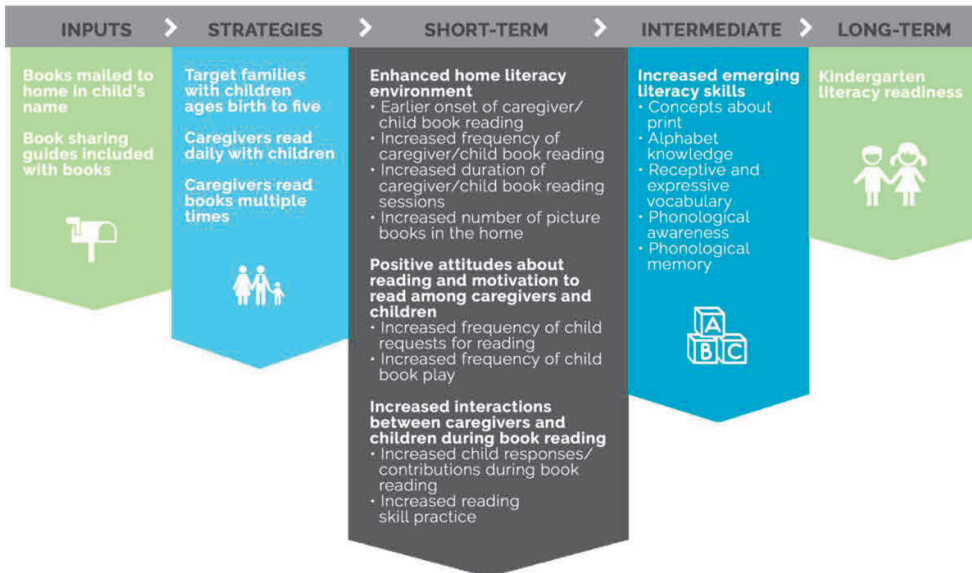 INPUTS
STRATEGIES
SHORT-TERM
INTERMEDIATE
LONG-TERM
Books mailed to
home in child's
name
Book sharing
guides included
with books
Target families
with children
ages birth to five
Caregivers read
daily with children
Caregivers read
books multiple
times
Enhanced home literacy
environment
• Earlier onset of caregiver/
child book reading
• Increased frequency of
caregiver/child book reading
• Increased duration of
caregiver/child book reading
sessions
• Increased number of picture
books in the home
Positive attitudes about
reading and motivation to
read among caregivers and
children
• Increased frequency of child
requests for reading
• Increased frequency of child
book play
Increased interactions
between caregivers and
children during book reading
• Increased child responses/
contributions during book
reading
• Increased reading
skill practice
Increased emerging
literacy skills
• Concepts about
print
• Alphabet
knowledge
• Receptive and
expressive
vocabulary
• Phonological
awareness
• Phonological
memory
A
B C
Kindergarten
literacy readiness